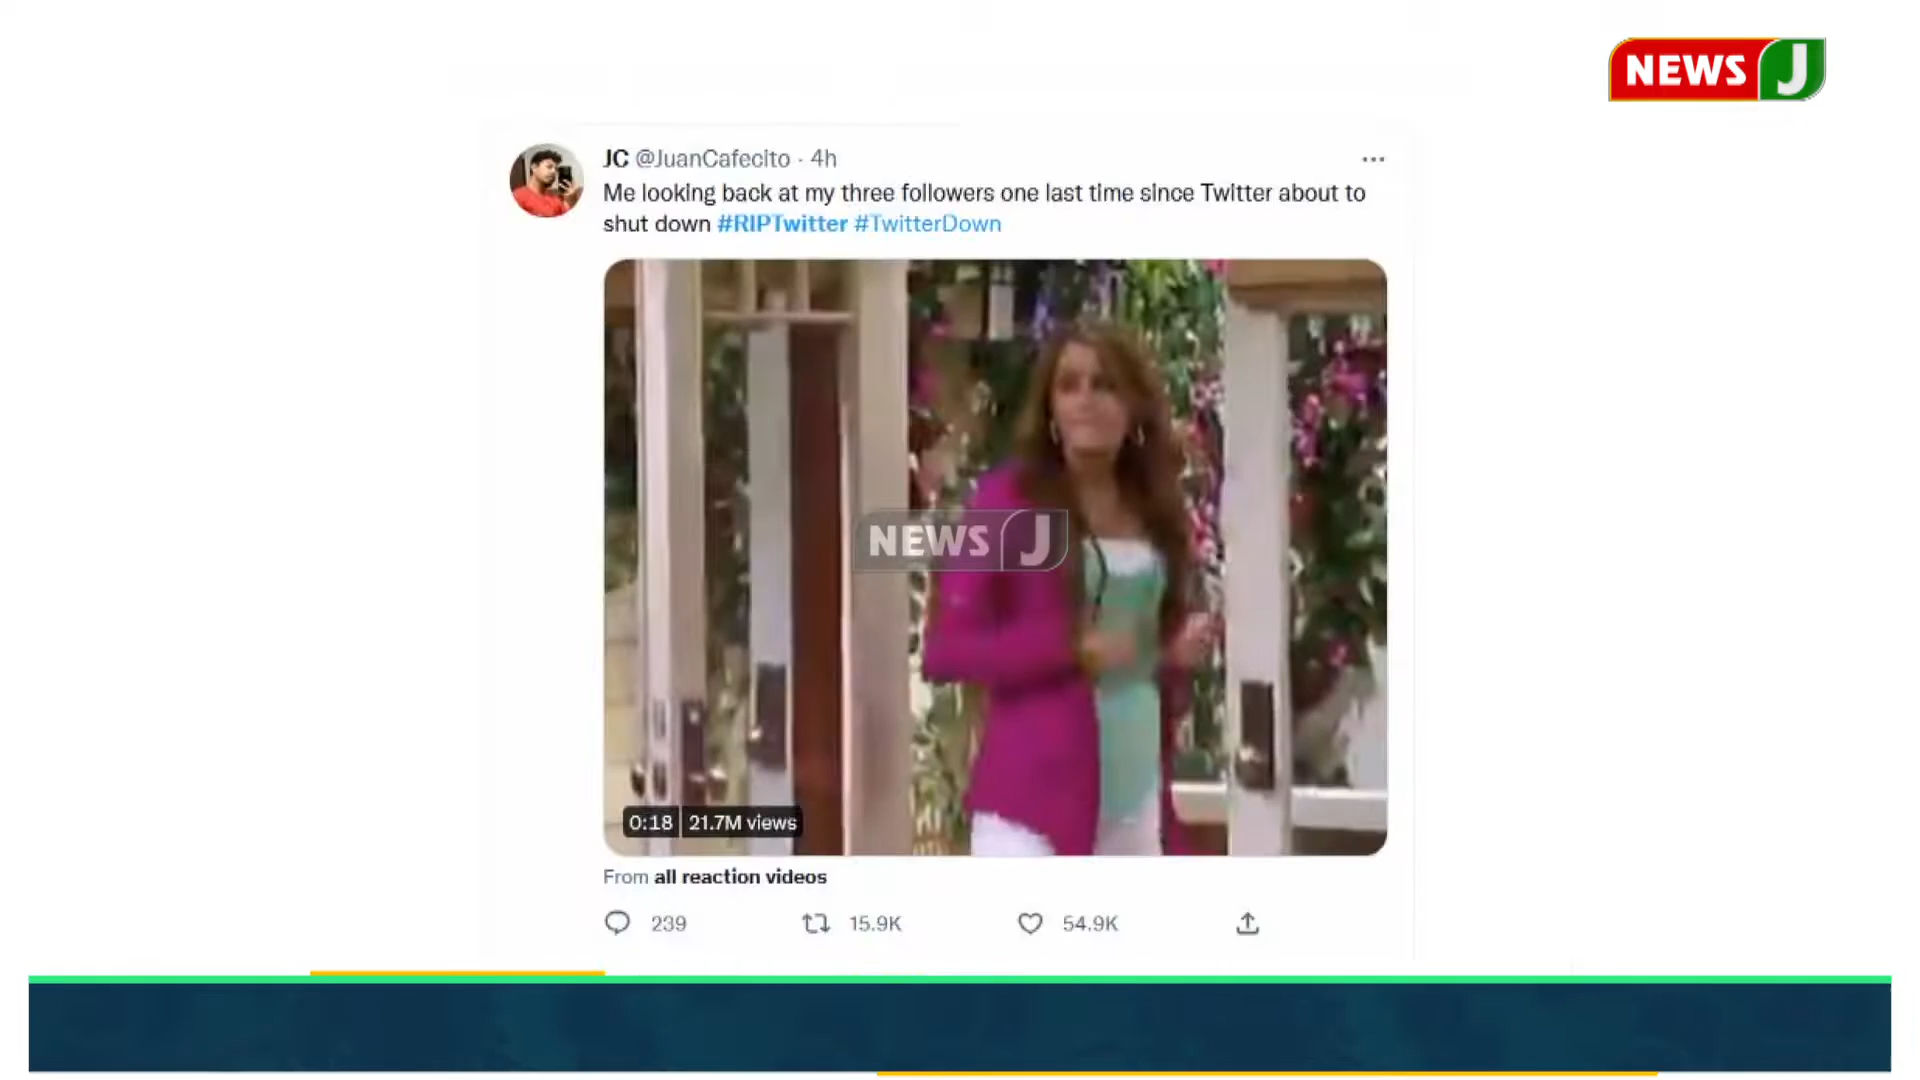 NEWS J
JC @JuanCafecito · 4h
Me looking back at my three followers one last time since Twitter about to
shut down #RIPTwitter #TwitterDown
NEWS J
0:18 21.7M views
From all reaction videos
239 15.9K 54.9K